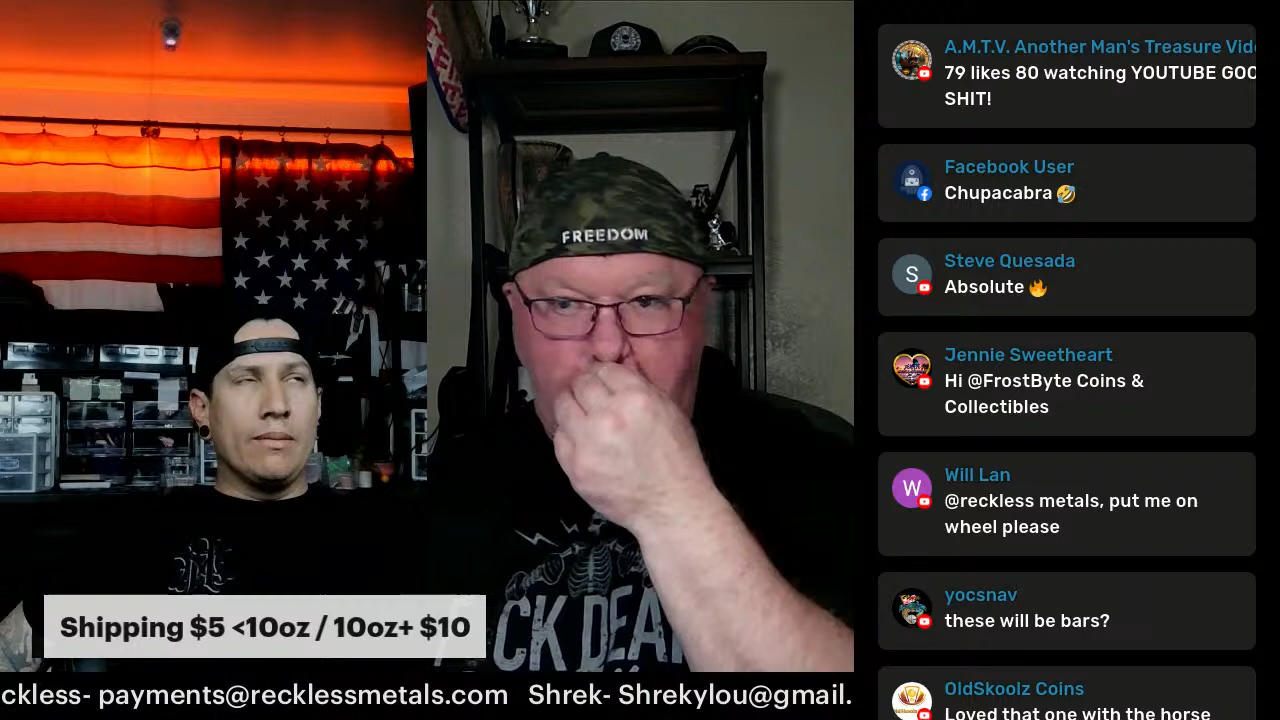 FREEDOM
CK DEA
Shipping $5 <10oz / 10oz+ $10
ckless- payments@recklessmetals.com Shrek- Shrekylou@gmail.
A.M.T.V. Another Man's Treasure Vid
79 likes 80 watching YOUTUBE GOO
SHIT!
Facebook User
Chupacabra 🤣
S
Steve Quesada
Absolute 🔥
Jennie Sweetheart
Hi @FrostByte Coins &
Collectibles
W
Will Lan
@reckless metals, put me on
wheel please
yocsnav
these will be bars?
OldSkoolz Coins
Loved that one with the horse